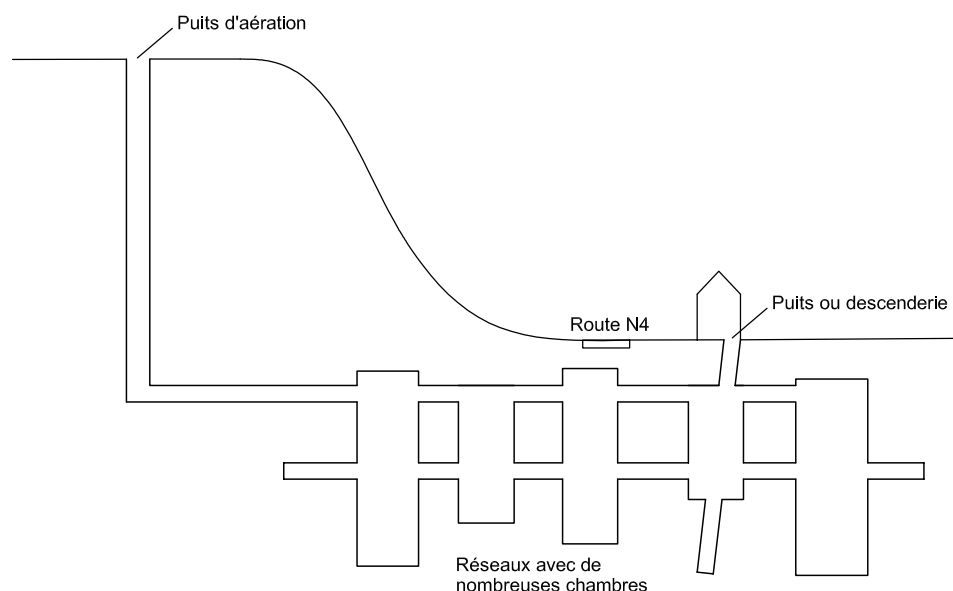 Puits d'aération
Puits ou descenderie
Route N4
Réseaux avec de
nombreuses chambres